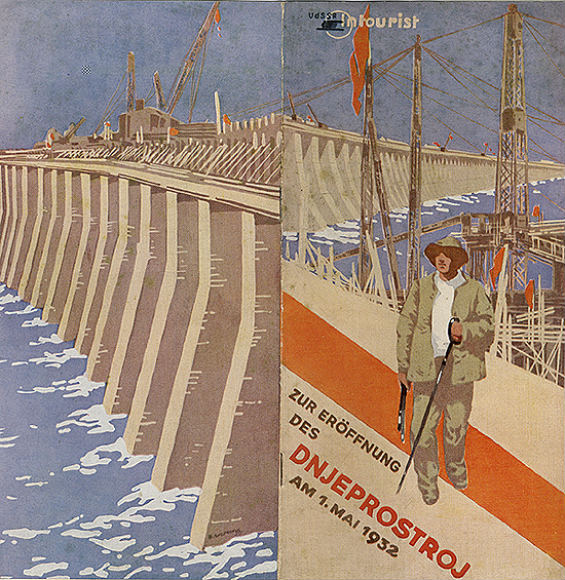 UdSSR
Intourist
ZUR ERÖFFNUNG
DES
DNJEPROSTROJ
AM 1. MAI 1932